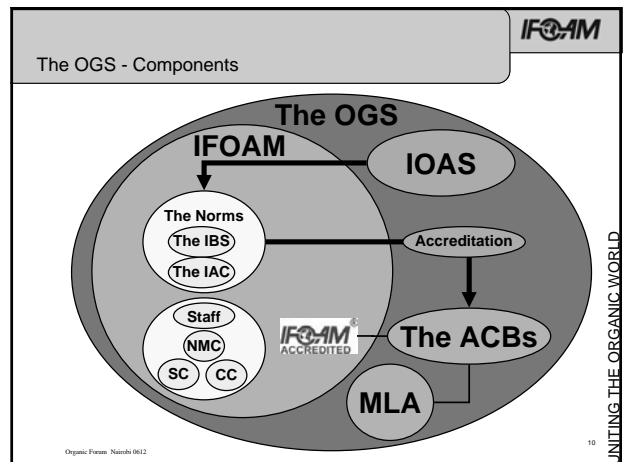 IFOAM
The OGS - Components
The OGS
IFOAM
IOAS
The Norms
The IBS
The IAC
Accreditation
Staff
NMC
SC CC
IFOAM®
ACCREDITED
The ACBs
MLA
UNITING THE ORGANIC WORLD
Organic Forum Nairobi 0612
10